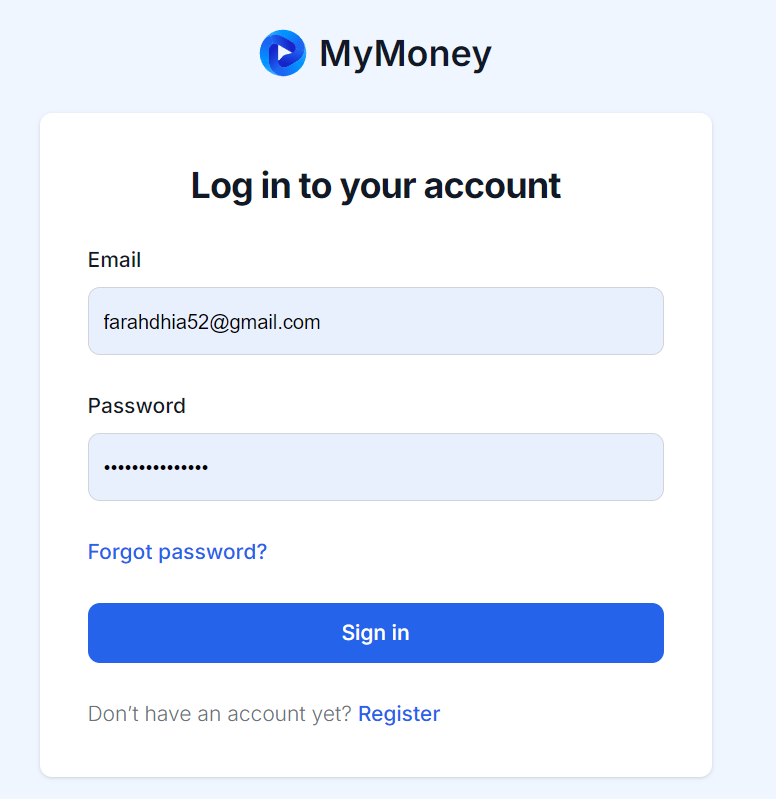 MyMoney
Log in to your account
Email
farahdhia52@gmail.com
Password
•••••••••••••••
Forgot password?
Sign in
Don’t have an account yet? Register